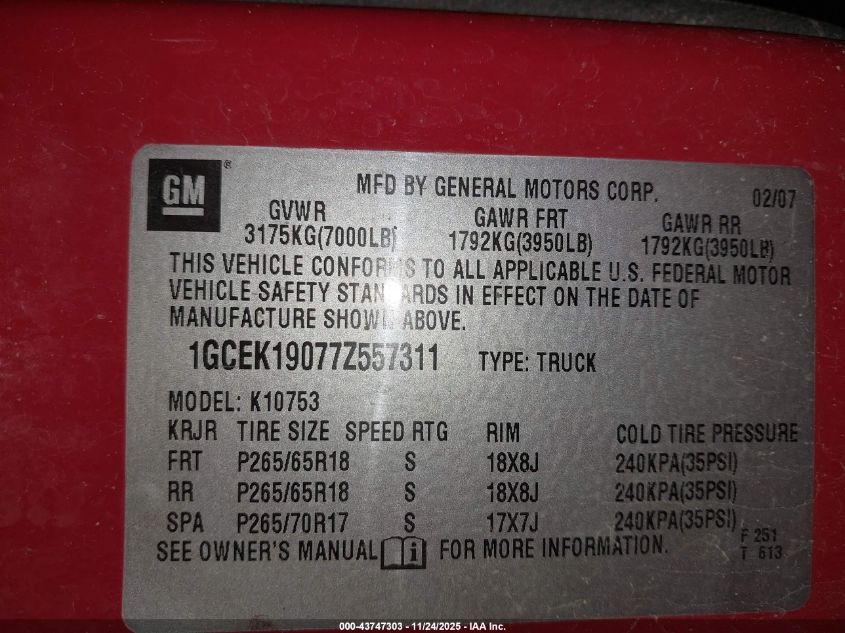 GM®
MFD BY GENERAL MOTORS CORP. 02/07
GVWR GAWR FRT GAWR RR
3175KG(7000LB) 1792KG(3950LB) 1792KG(3950LB)
THIS VEHICLE CONFORMS TO ALL APPLICABLE U.S. FEDERAL MOTOR
VEHICLE SAFETY STANDARDS IN EFFECT ON THE DATE OF
MANUFACTURE SHOWN ABOVE.
1GCEK19077Z557311 TYPE: TRUCK
MODEL: K10753
KRJR TIRE SIZE SPEED RTG RIM COLD TIRE PRESSURE
FRT P265/65R18 S 18X8J 240KPA(35PSI)
RR P265/65R18 S 18X8J 240KPA(35PSI)
SPA P265/70R17 S 17X7J 240KPA(35PSI)
F 251
SEE OWNER'S MANUAL i FOR MORE INFORMATION. T 613
000-43747303 - 11/24/2025 - IAA Inc.